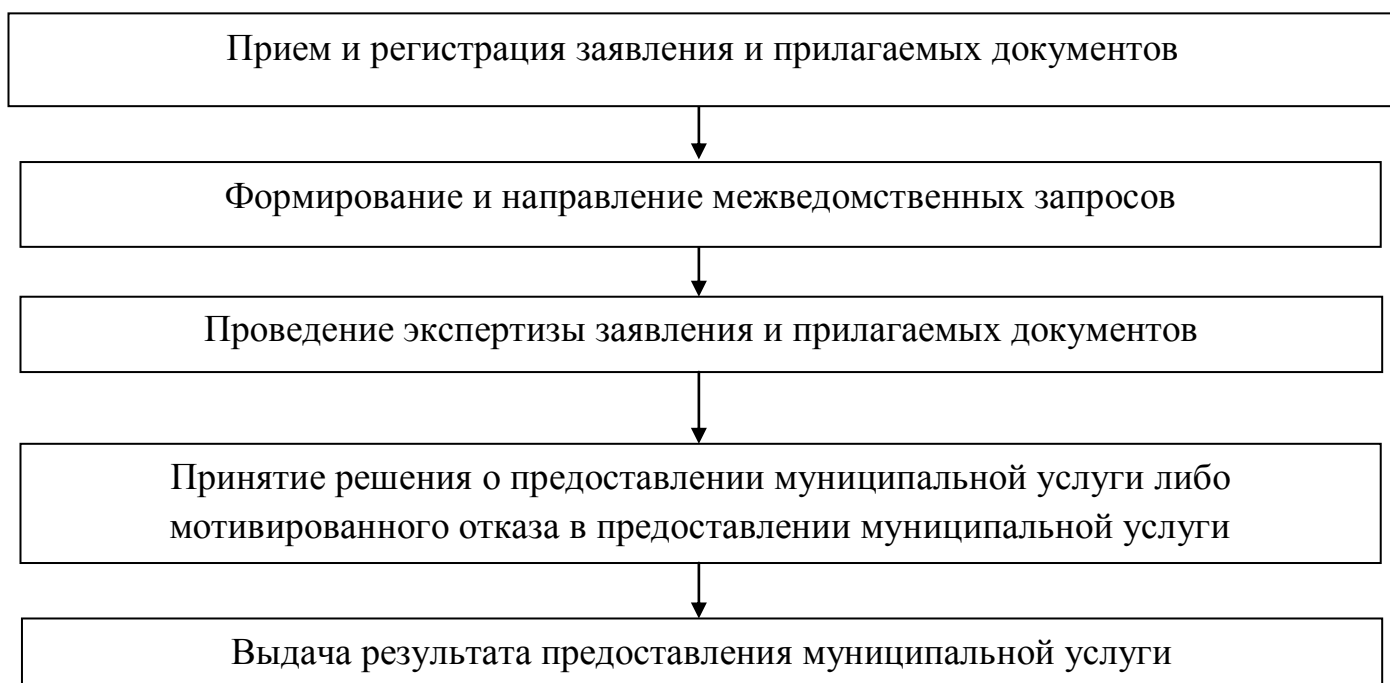 Прием и регистрация заявления и прилагаемых документов
Формирование и направление межведомственных запросов
Проведение экспертизы заявления и прилагаемых документов
Принятие решения о предоставлении муниципальной услуги либо
мотивированного отказа в предоставлении муниципальной услуги
Выдача результата предоставления муниципальной услуги